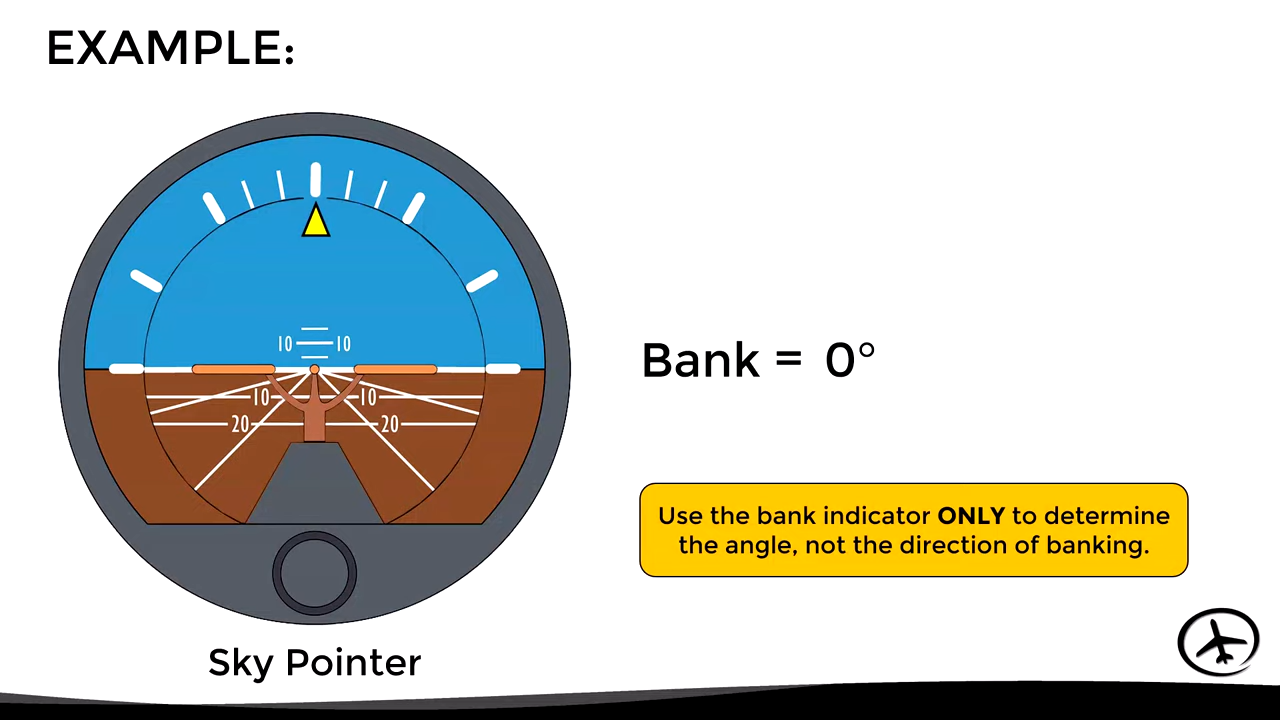 EXAMPLE:
10 10
10 10
20 20
Bank = 0°
Use the bank indicator ONLY to determine
the angle, not the direction of banking.
Sky Pointer